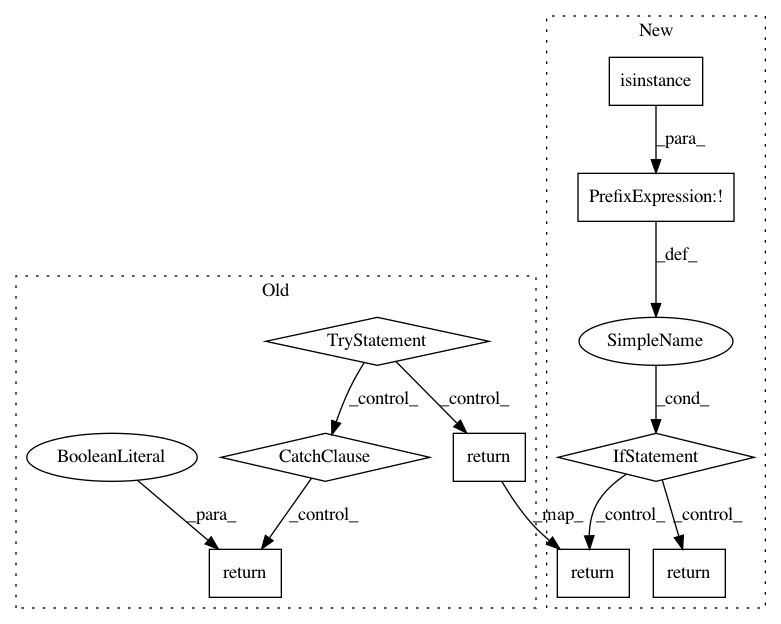 New
isinstance
_para_
PrefixExpression:!
_def_
Old
TryStatement
SimpleName
_control_
_control_
_cond_
BooleanLiteral
CatchClause
return
IfStatement
_para_
_control_
_map_
_control_
_control_
return
return
return